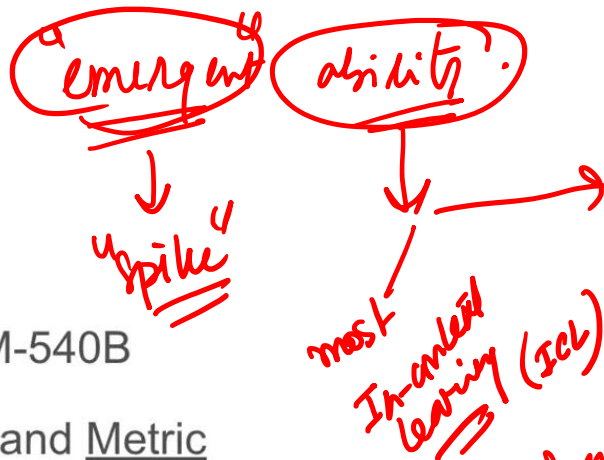 "emergent" ability.
"spike"
most
In-context
learning (ICL)
M-540B
and Metric